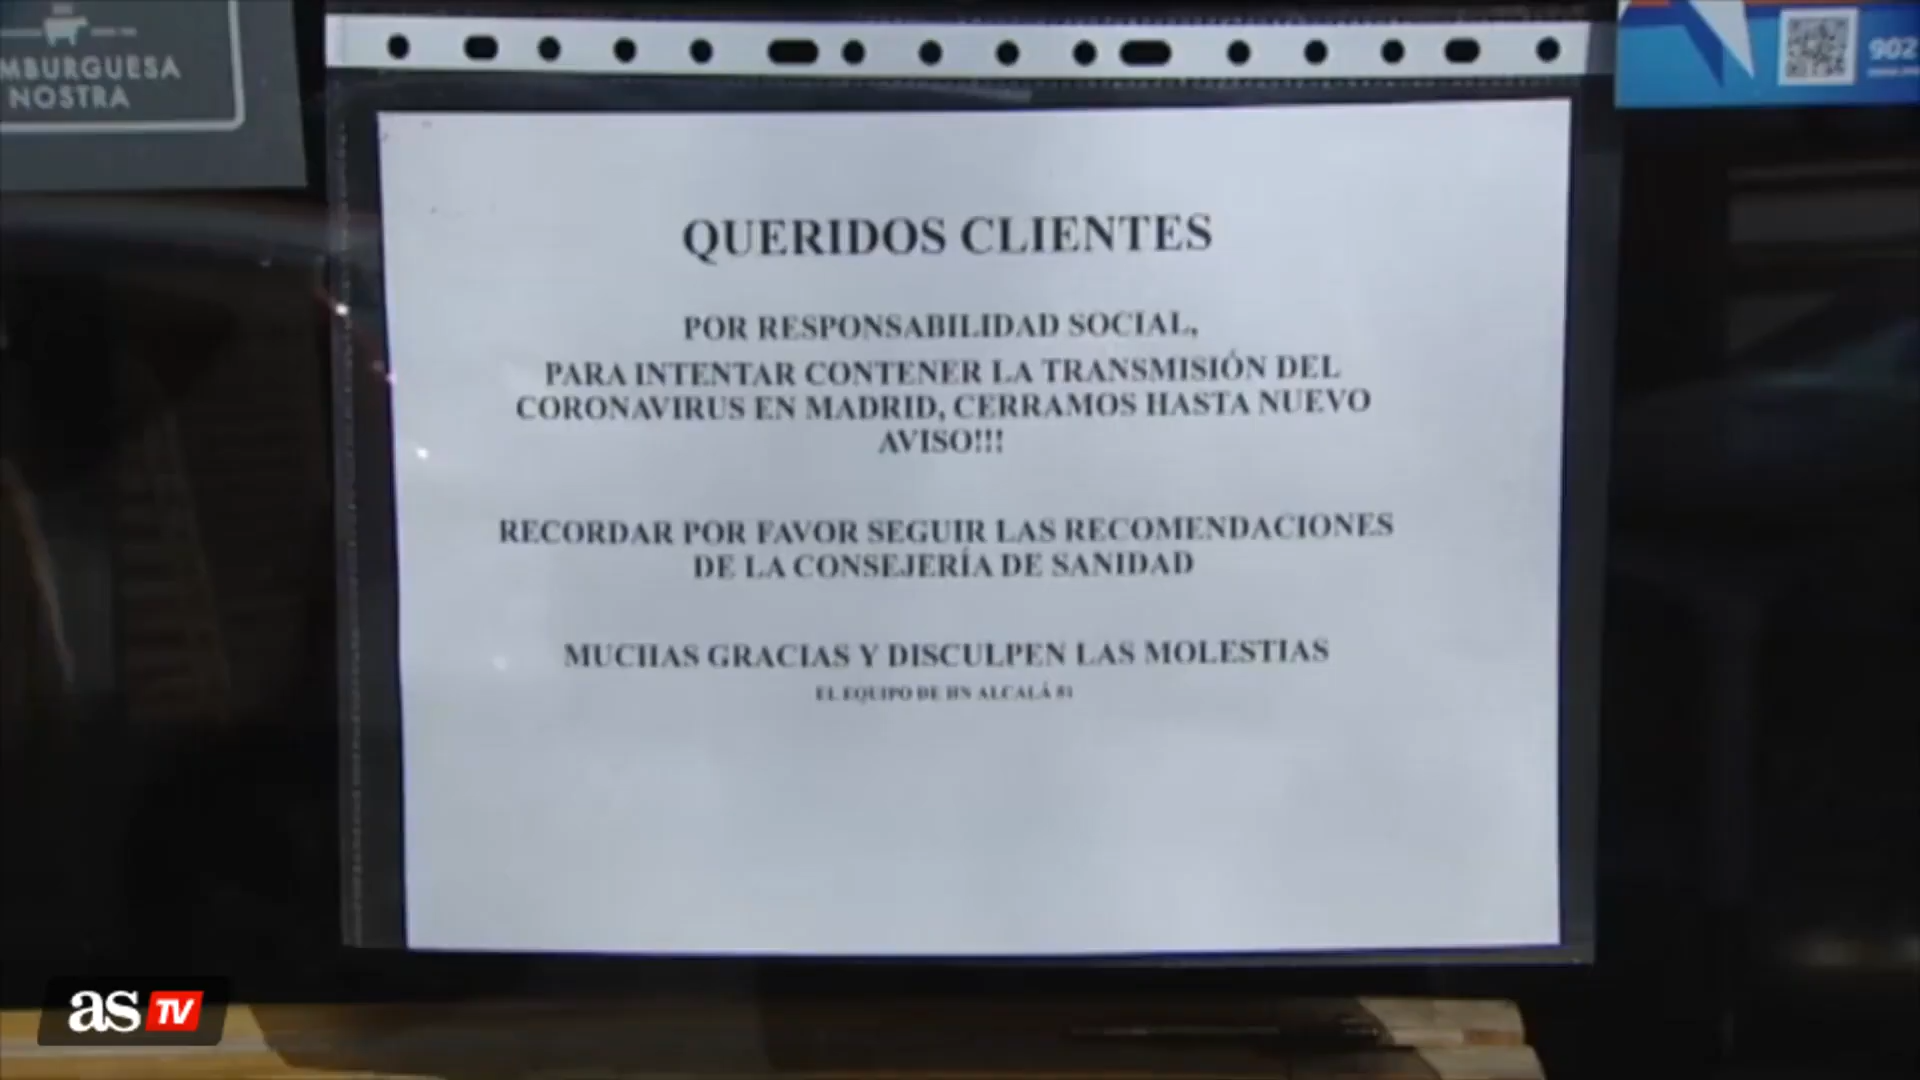 MBURGUESA
NOSTRA
902
QUERIDOS CLIENTES
POR RESPONSABILIDAD SOCIAL,
PARA INTENTAR CONTENER LA TRANSMISIÓN DEL
CORONAVIRUS EN MADRID, CERRAMOS HASTA NUEVO
AVISO!!!
RECORDAR POR FAVOR SEGUIR LAS RECOMENDACIONES
DE LA CONSEJERÍA DE SANIDAD
MUCHAS GRACIAS Y DISCULPEN LAS MOLESTIAS
EL EQUIPO DE HN ALCALÁ 81
as TV